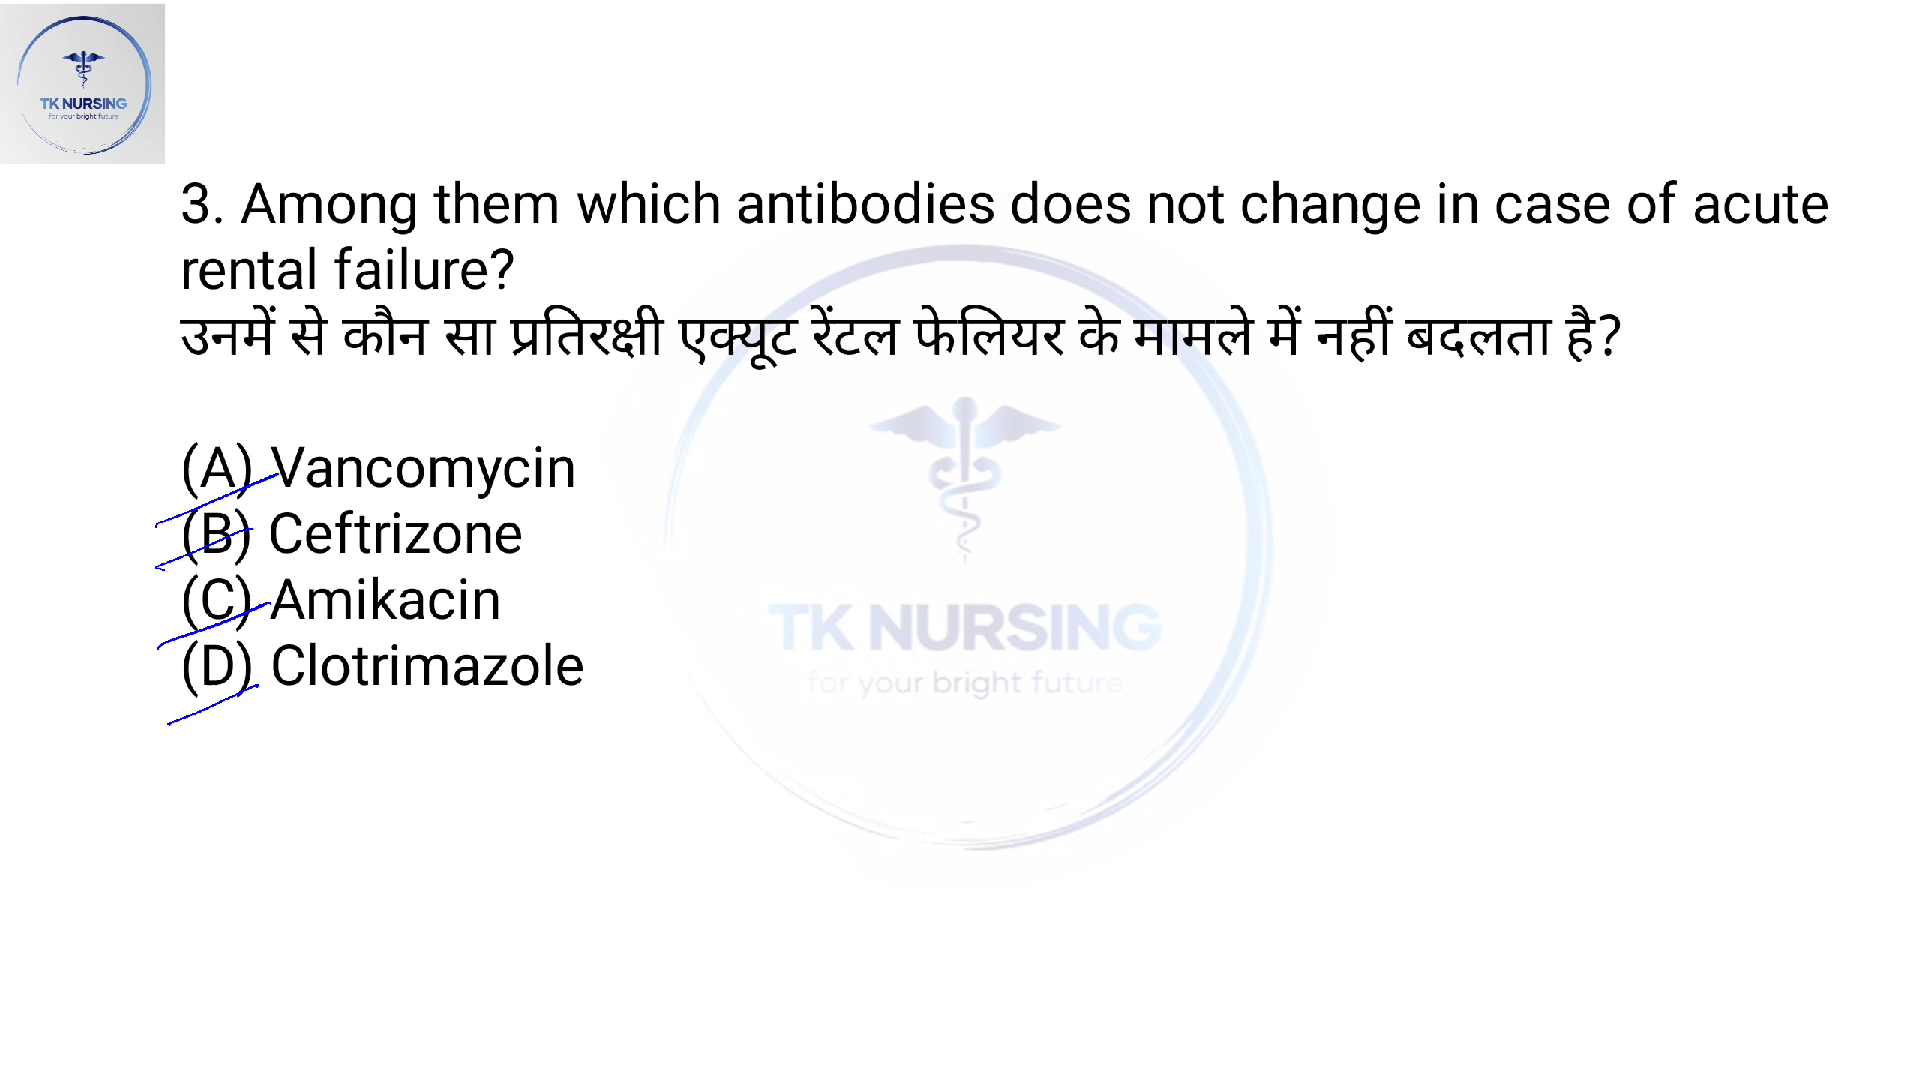 TK NURSING
for your bright future
3. Among them which antibodies does not change in case of acute
rental failure?
उनमें से कौन सा प्रतिरक्षी एक्यूट रेंटल फेलियर के मामले में नहीं बदलता है?
(A) Vancomycin
(B) Ceftrizone
(C) Amikacin
(D) Clotrimazole
TK NURSING
for your bright future